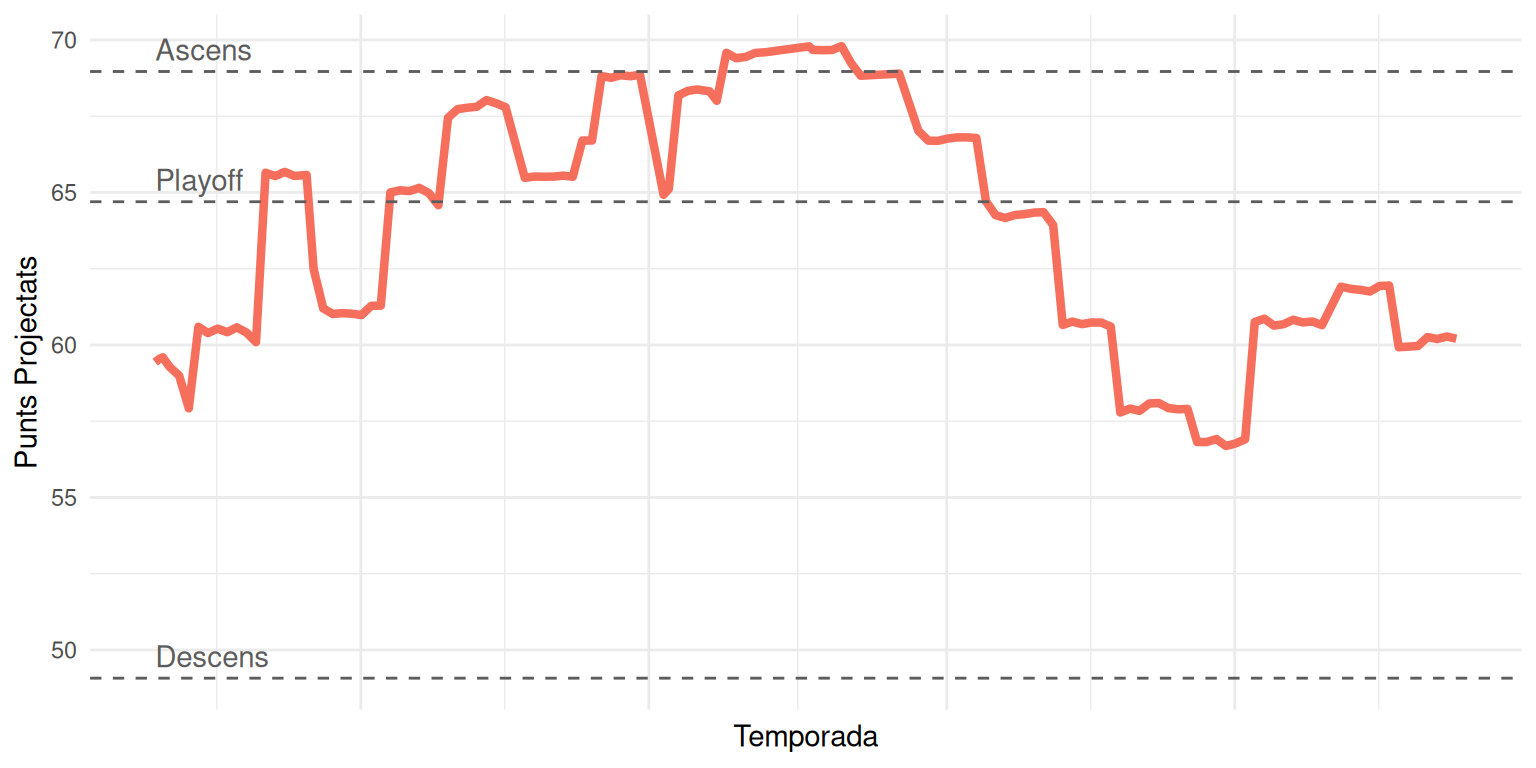 70
Ascens
Playoff
65
60
55
50
Descens
Punts Projectats
Temporada